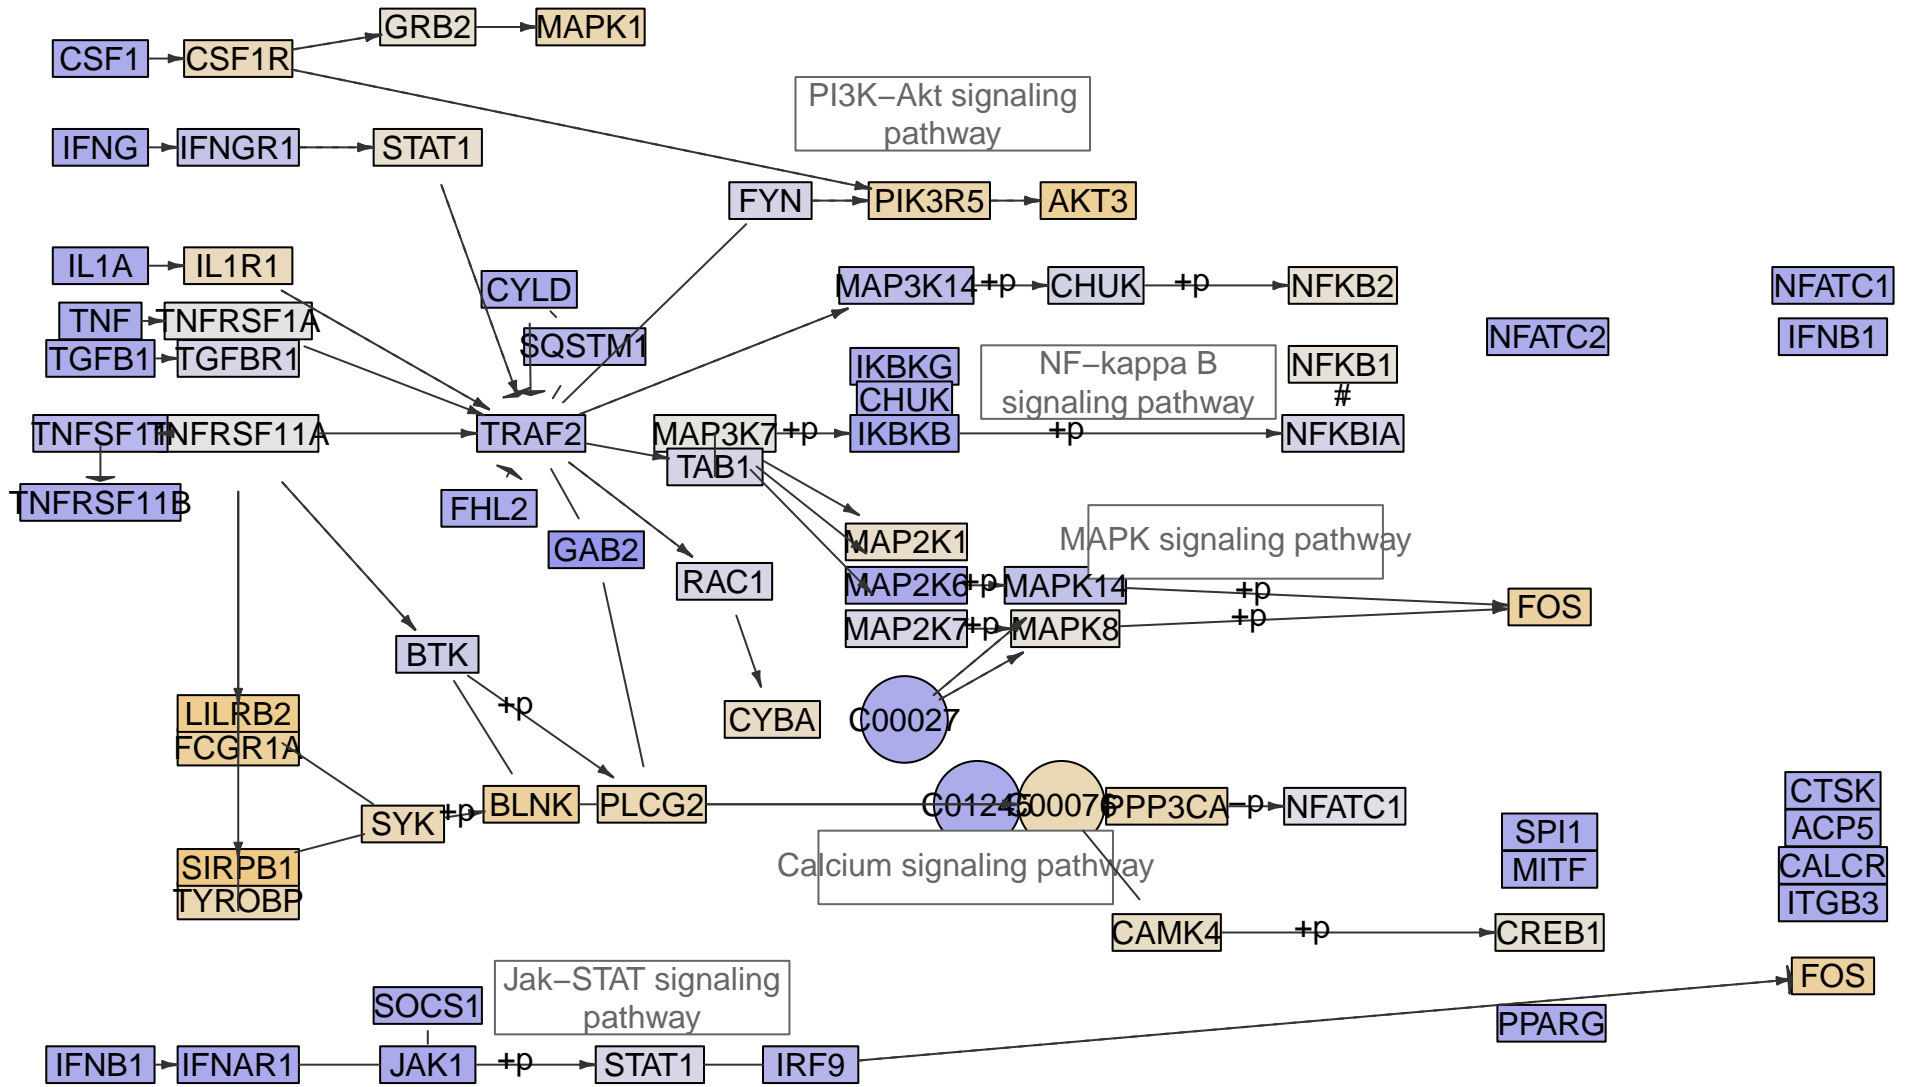 GRB2
MAPK1
CSF1
CSF1R
PI3K−Akt signaling
pathway
IFNG
IFNGR1
STAT1
FYN
PIK3R5
AKT3
IL1A
IL1R1
CYLD
MAP3K14
+p
CHUK
+p
NFKB2
NFATC1
TNF
TNFRSF1A
SQSTM1
NFATC2
IFNB1
TGFB1
TGFBR1
IKBKG
NF−kappa B
signaling pathway
NFKB1
#
CHUK
TNFRSF11A
TRAF2
MAP3K7
+p
IKBKB
+p
NFKBIA
TAB1
TNFRSF11B
FHL2
GAB2
MAP2K1
MAPK signaling pathway
RAC1
MAP2K6
+p
MAPK14
+p
FOS
MAP2K7
+p
MAPK8
+p
BTK
+p
LILRB2
FCGR1A
CYBA
C00027
SYK
+p
BLNK
PLCG2
C00076
PPP3CA
−p
NFATC1
CTSK
SPI1
ACP5
SIRPB1
TYROBP
Calcium signaling pathway
MITF
CALCR
ITGB3
CAMK4
+p
CREB1
Jak−STAT signaling
pathway
FOS
SOCS1
PPARG
IFNB1
IFNAR1
JAK1
+p
STAT1
IRF9